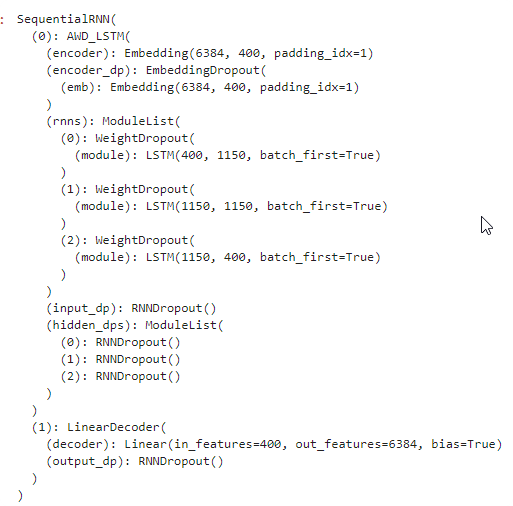 : SequentialRNN(
  (0): AWD_LSTM(
    (encoder): Embedding(6384, 400, padding_idx=1)
    (encoder_dp): EmbeddingDropout(
      (emb): Embedding(6384, 400, padding_idx=1)
    )
    (rnns): ModuleList(
      (0): WeightDropout(
        (module): LSTM(400, 1150, batch_first=True)
      )
      (1): WeightDropout(
        (module): LSTM(1150, 1150, batch_first=True)
      )
      (2): WeightDropout(
        (module): LSTM(1150, 400, batch_first=True)
      )
    )
    (input_dp): RNNDropout()
    (hidden_dps): ModuleList(
      (0): RNNDropout()
      (1): RNNDropout()
      (2): RNNDropout()
    )
  )
  (1): LinearDecoder(
    (decoder): Linear(in_features=400, out_features=6384, bias=True)
    (output_dp): RNNDropout()
  )
)